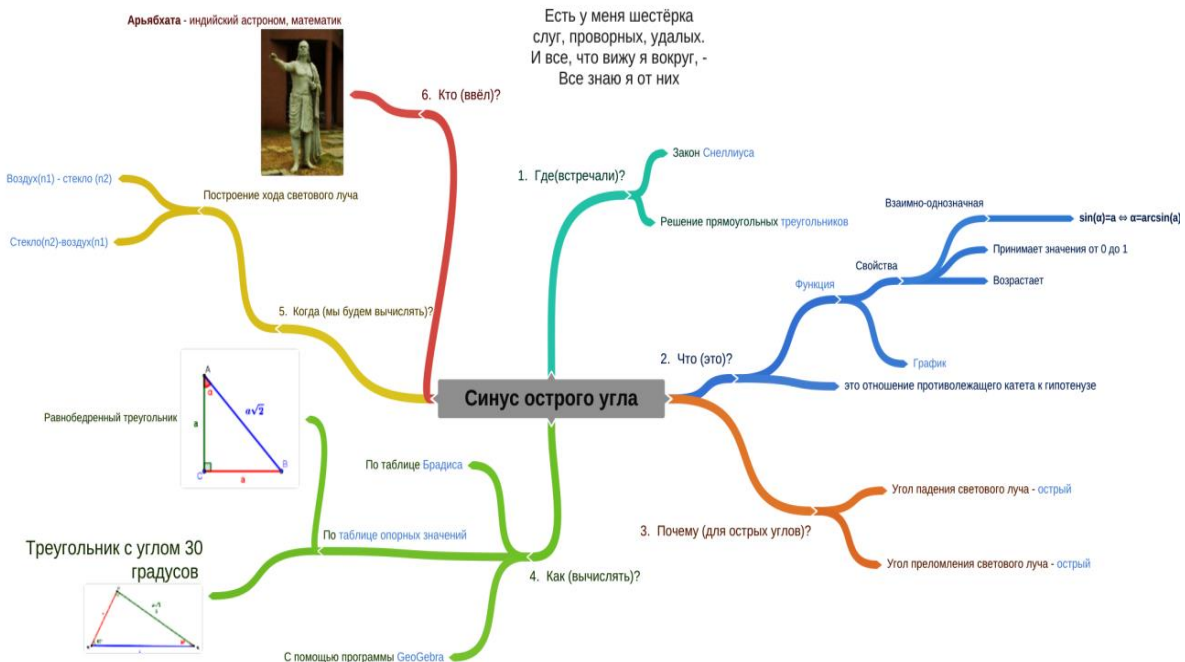 Арьябхата - индийский астроном, математик
Есть у меня шестёрка
слуг, проворных, удалых.
И все, что вижу я вокруг, -
Все знаю я от них
6. Кто (ввёл)?
1. Где(встречали)?
Закон Снеллиуса
Решение прямоугольных треугольников
Воздух(n1) - стекло (n2)
Построение хода светового луча
Стекло(n2)-воздух(n1)
5. Когда (мы будем вычислять)?
Взаимно-однозначная
sin(α)=a ⇔ α=arcsin(a)
Принимает значения от 0 до 1
Свойства
Возрастает
Функция
График
2. Что (это)?
это отношение противолежащего катета к гипотенузе
Синус острого угла
A
α
a
a√2
C
B
a
Равнобедренный треугольник
По таблице Брадиса
По таблице опорных значений
4. Как (вычислять)?
Треугольник с углом 30
градусов
С помощью программы GeoGebra
Угол падения светового луча - острый
3. Почему (для острых углов)?
Угол преломления светового луча - острый